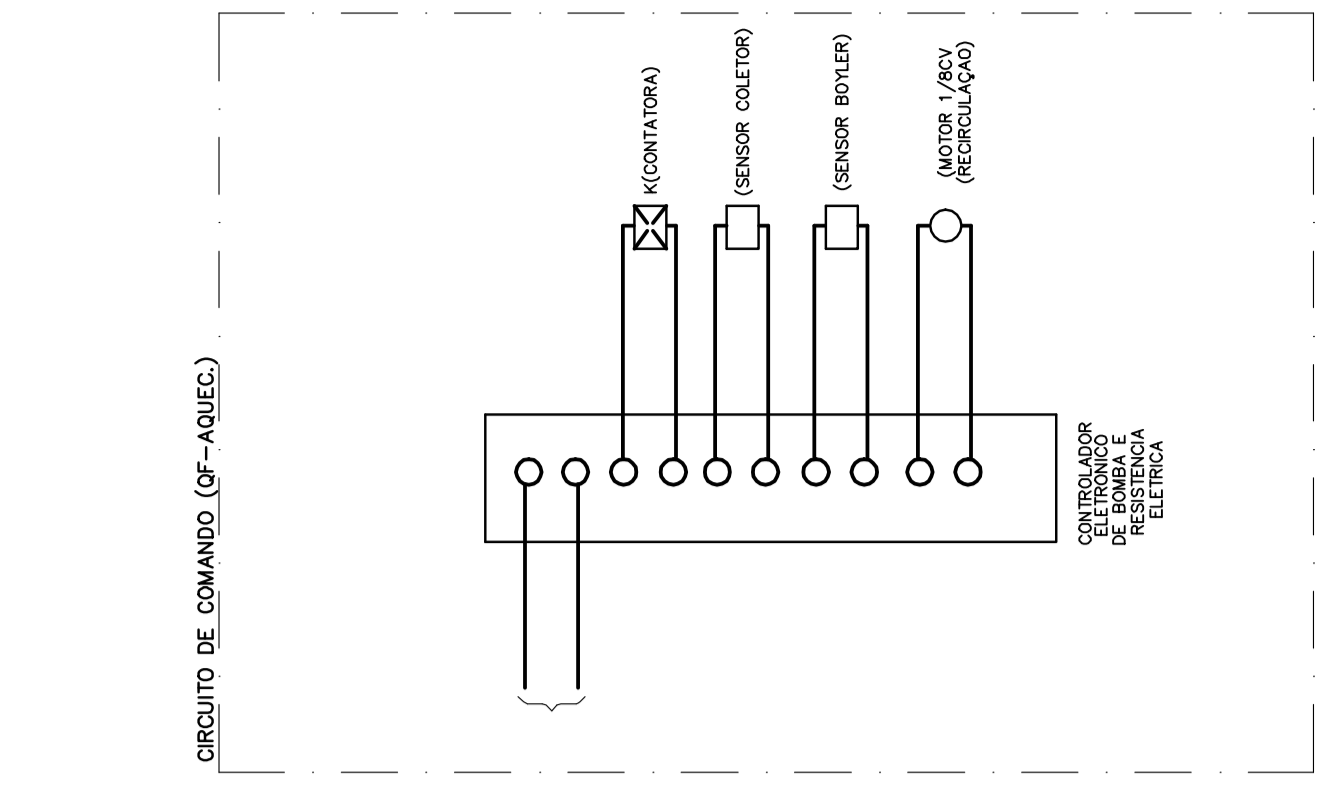 CIRCUITO DE COMANDO (QF-AQUEC.)
K(CONTATORA)
(SENSOR COLETOR)
(SENSOR BOYLER)
(MOTOR 1/8CV
(RECIRCULAÇAO)
CONTROLADOR
ELETRONICO
DE BOMBA E
RESISTENCIA
ELETRICA